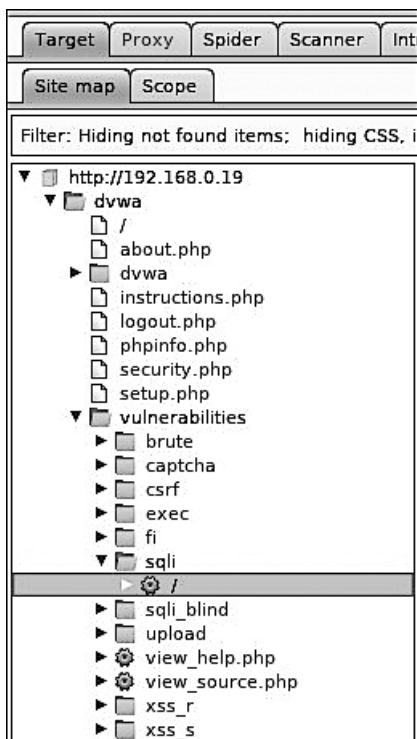 Target Proxy Spider Scanner Int
Site map Scope
Filter: Hiding not found items; hiding CSS, i
http://192.168.0.19
dvwa
/
about.php
dvwa
instructions.php
logout.php
phpinfo.php
security.php
setup.php
vulnerabilities
brute
captcha
csrf
exec
fi
sqli
/
sqli_blind
upload
view_help.php
view_source.php
xss_r
xss_s